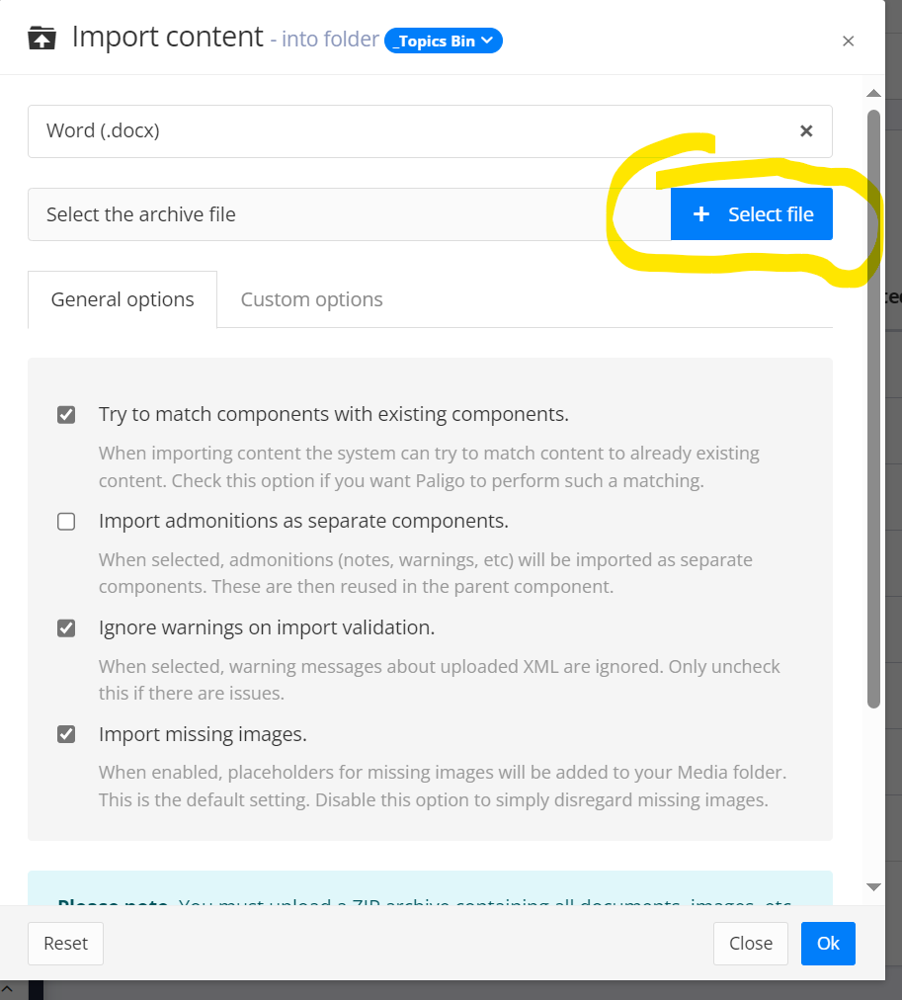 Import content - into folder _Topics Bin
Word (.docx)
Select the archive file
+ Select file
General options
Custom options
Try to match components with existing components.
When importing content the system can try to match content to already existing
content. Check this option if you want Paligo to perform such a matching.
Import admonitions as separate components.
When selected, admonitions (notes, warnings, etc) will be imported as separate
components. These are then reused in the parent component.
Ignore warnings on import validation.
When selected, warning messages about uploaded XML are ignored. Only uncheck
this if there are issues.
Import missing images.
When enabled, placeholders for missing images will be added to your Media folder.
This is the default setting. Disable this option to simply disregard missing images.
Please note. You must upload a ZIP archive containing all documents, images, etc
Reset
Close
Ok